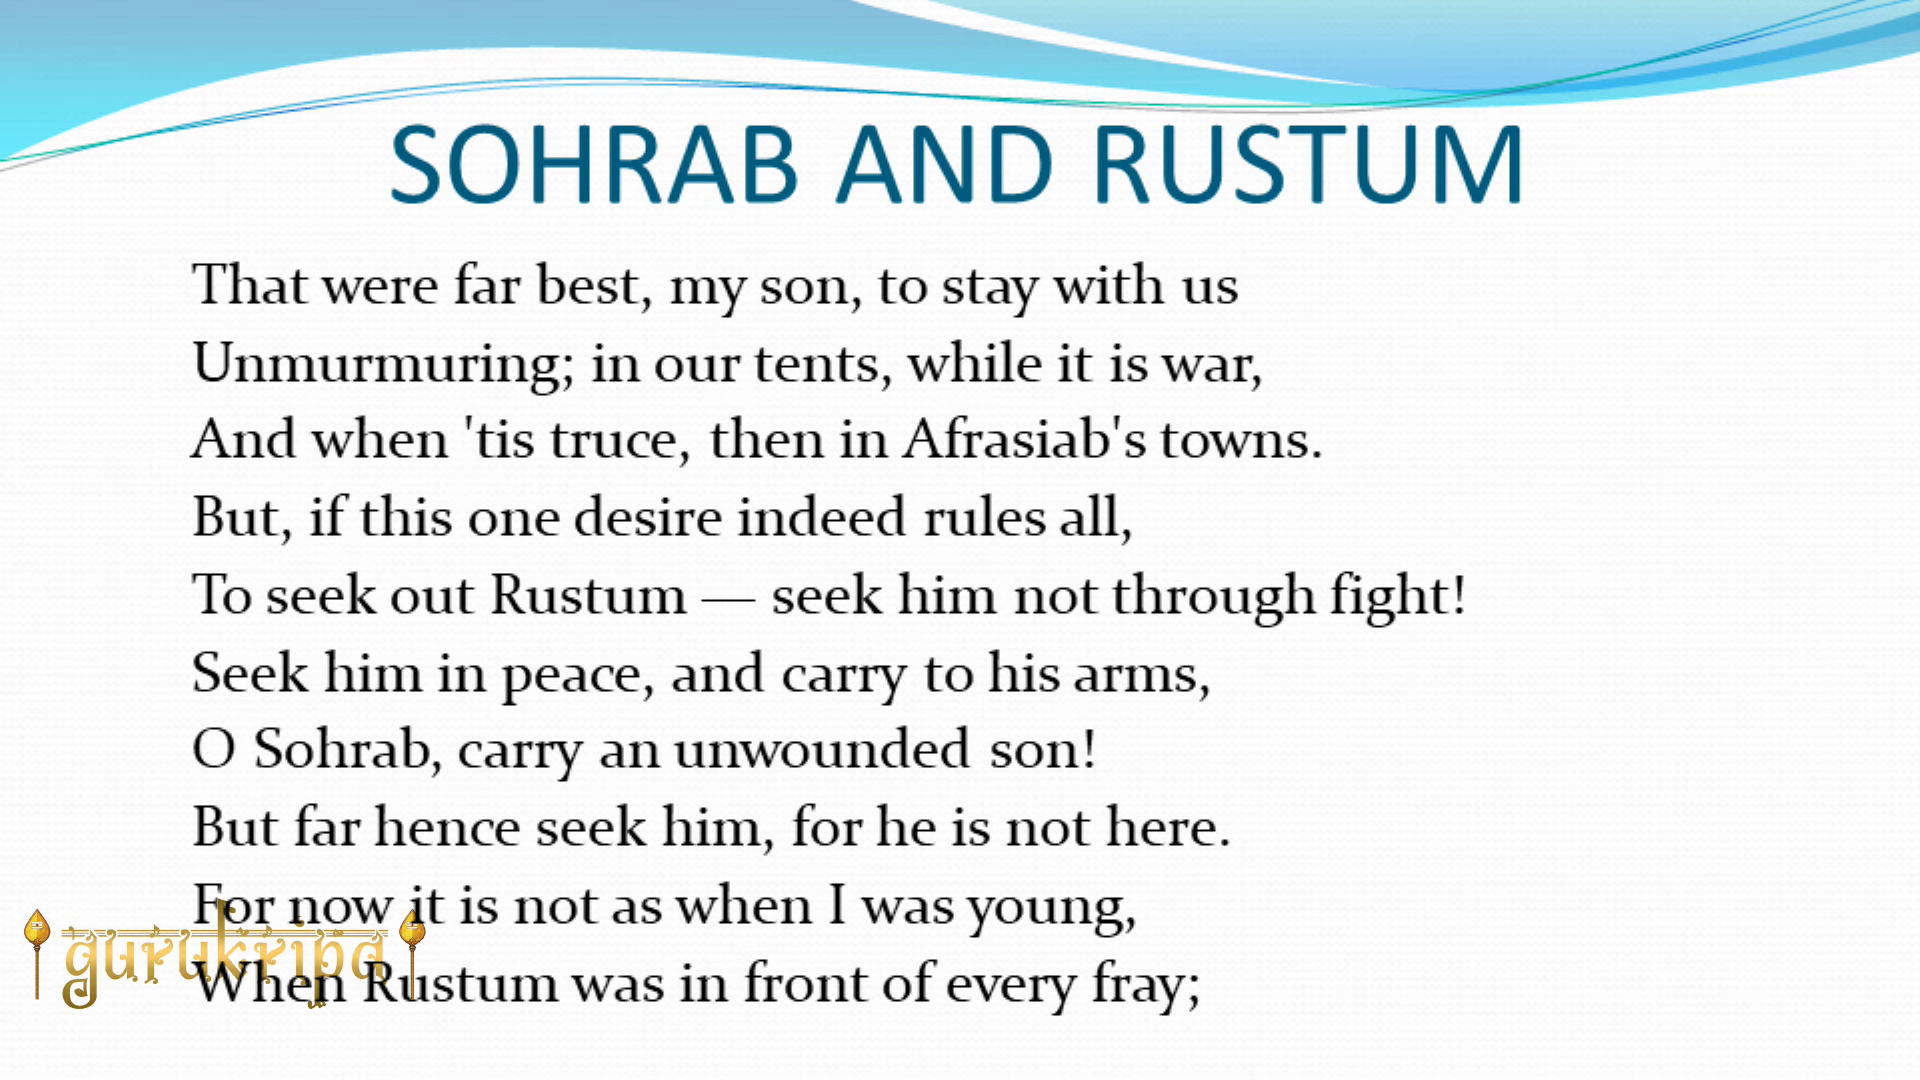 SOHRAB AND RUSTUM
That were far best, my son, to stay with us
Unmurmuring; in our tents, while it is war,
And when 'tis truce, then in Afrasiab's towns.
But, if this one desire indeed rules all,
To seek out Rustum — seek him not through fight!
Seek him in peace, and carry to his arms,
O Sohrab, carry an unwounded son!
But far hence seek him, for he is not here.
For now it is not as when I was young,
When Rustum was in front of every fray;
gurukripa